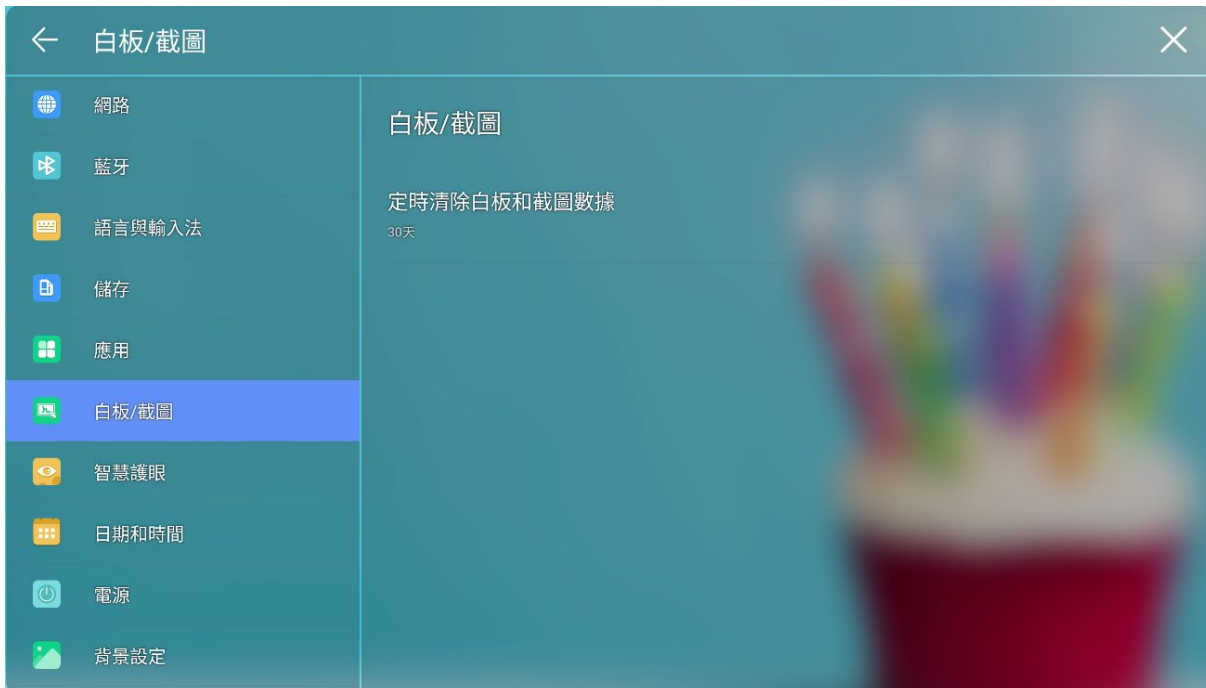 白板/截圖
網路
藍牙
語言與輸入法
儲存
應用
白板/截圖
智慧護眼
日期和時間
電源
背景設定
白板/截圖
定時清除白板和截圖數據
30天